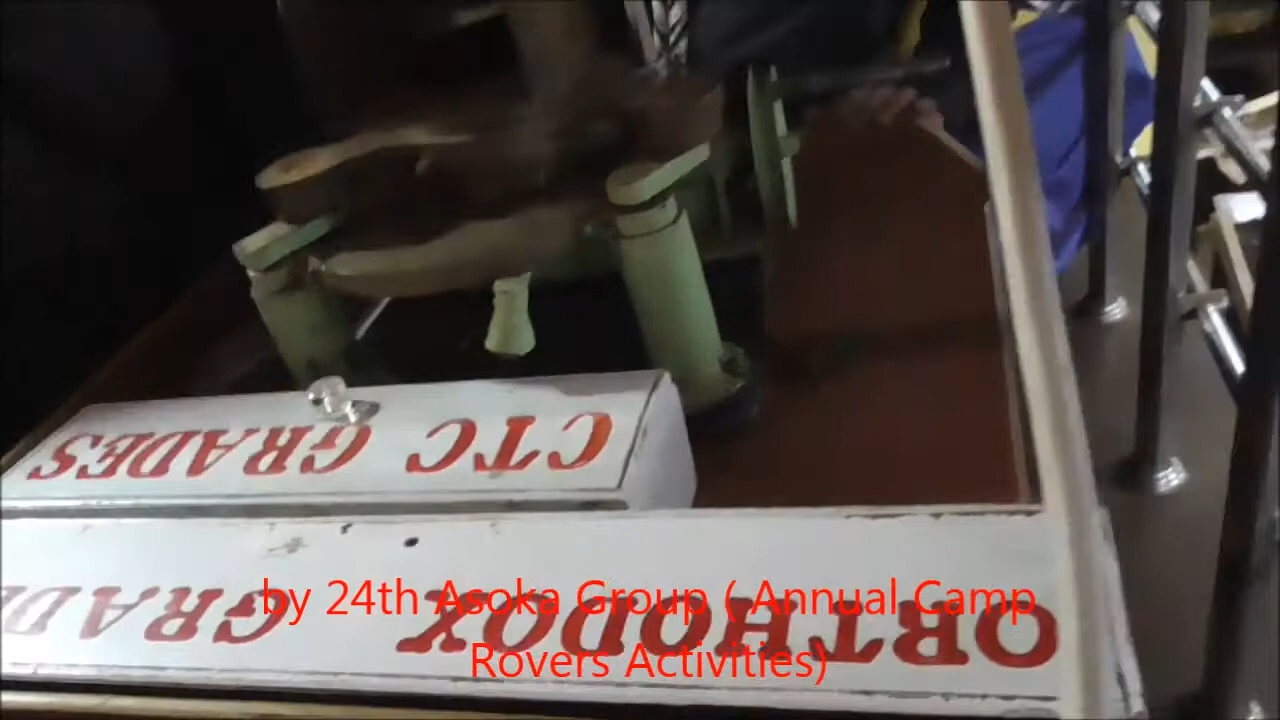 CTC GRADES
ORTHODOX GRADE
by 24th Asoka Group ( Annual Camp
Rovers Activities)